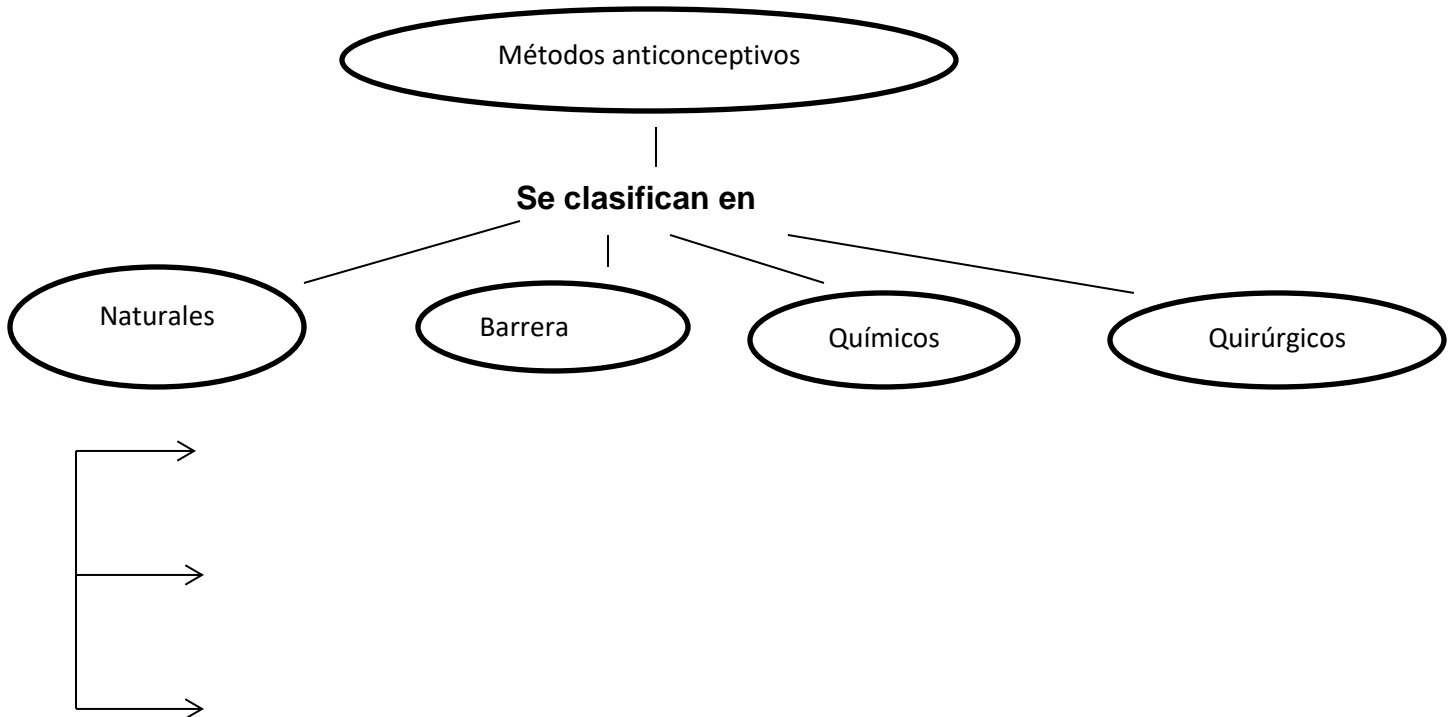 Métodos anticonceptivos
Se clasifican en
Naturales
Barrera
Químicos
Quirúrgicos